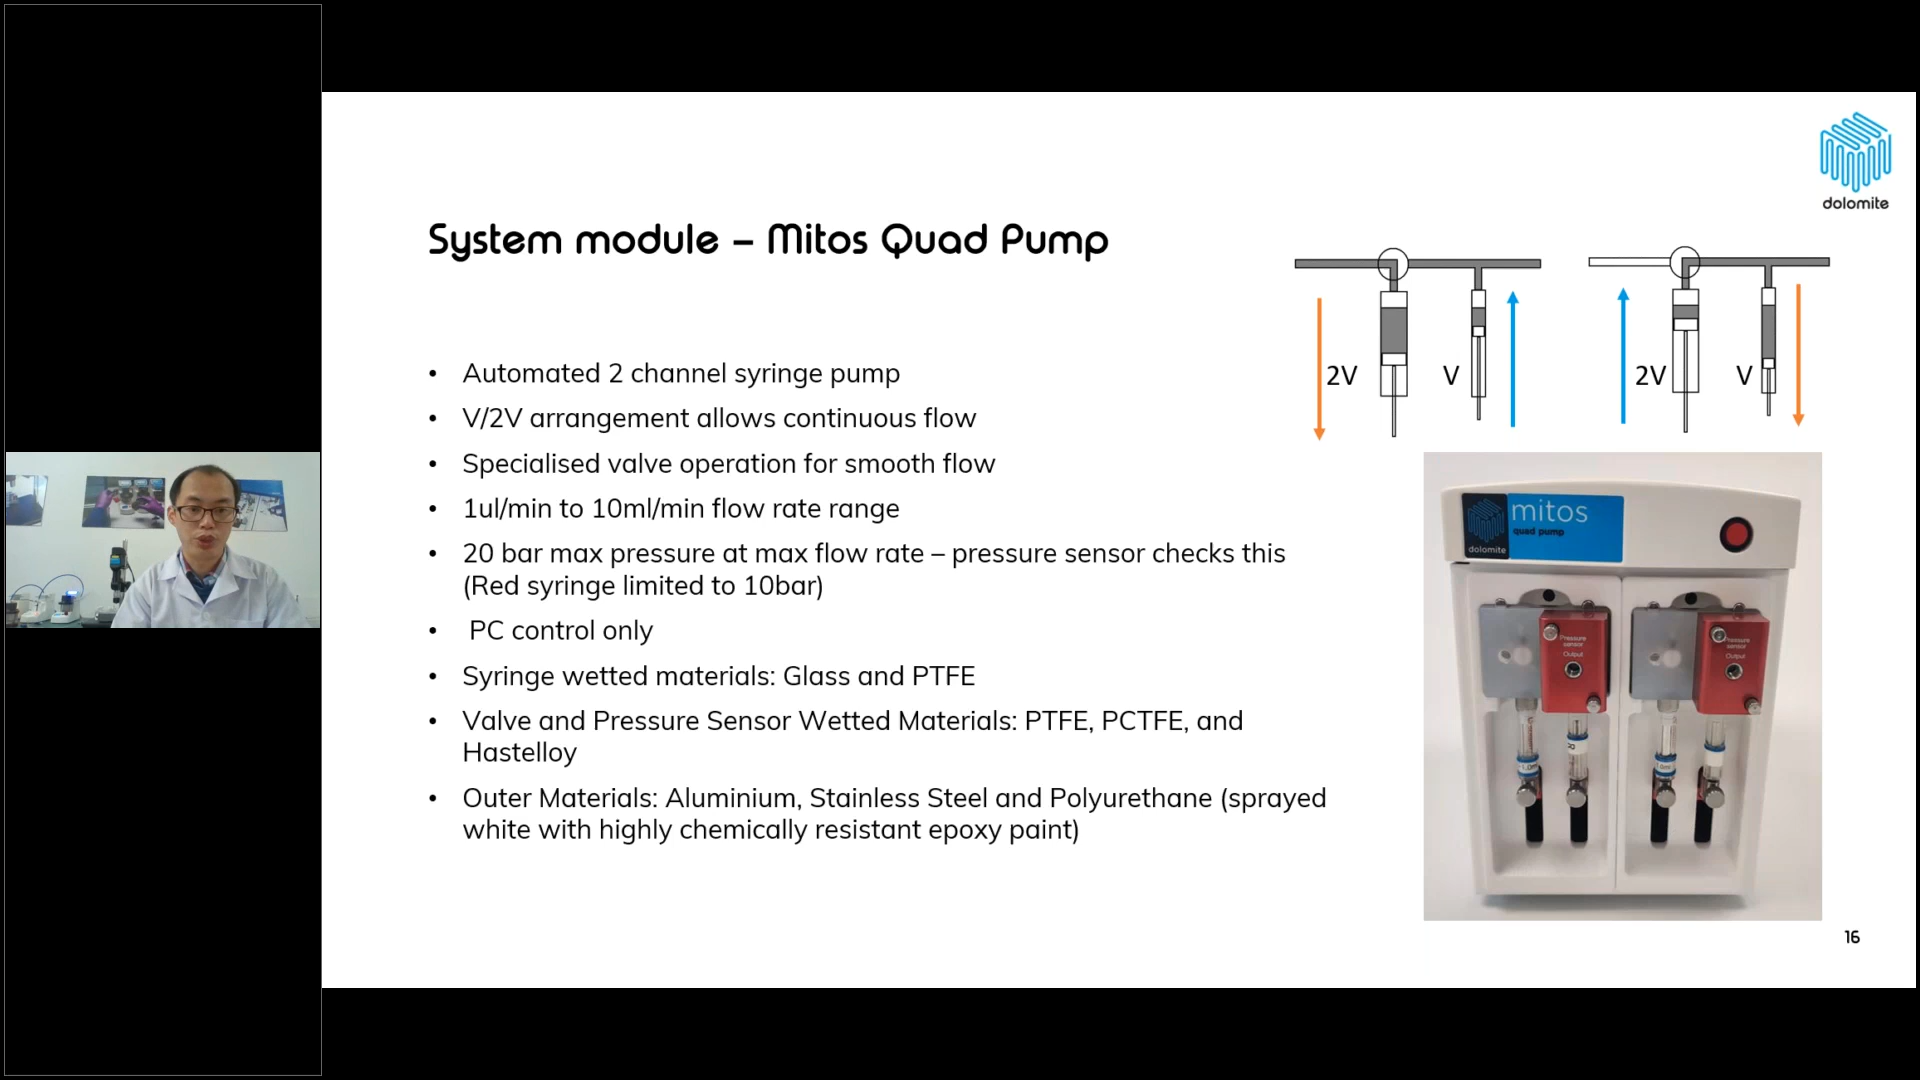 dolomite
System module – Mitos Quad Pump
2V
V
2V
V
• Automated 2 channel syringe pump
• V/2V arrangement allows continuous flow
• Specialised valve operation for smooth flow
• 1ul/min to 10ml/min flow rate range
• 20 bar max pressure at max flow rate – pressure sensor checks this
(Red syringe limited to 10bar)
• PC control only
• Syringe wetted materials: Glass and PTFE
• Valve and Pressure Sensor Wetted Materials: PTFE, PCTFE, and
Hastelloy
• Outer Materials: Aluminium, Stainless Steel and Polyurethane (sprayed
white with highly chemically resistant epoxy paint)
mitos
quad pump
dolomite
Pressure
sensor
Output
Pressure
sensor
Output
16